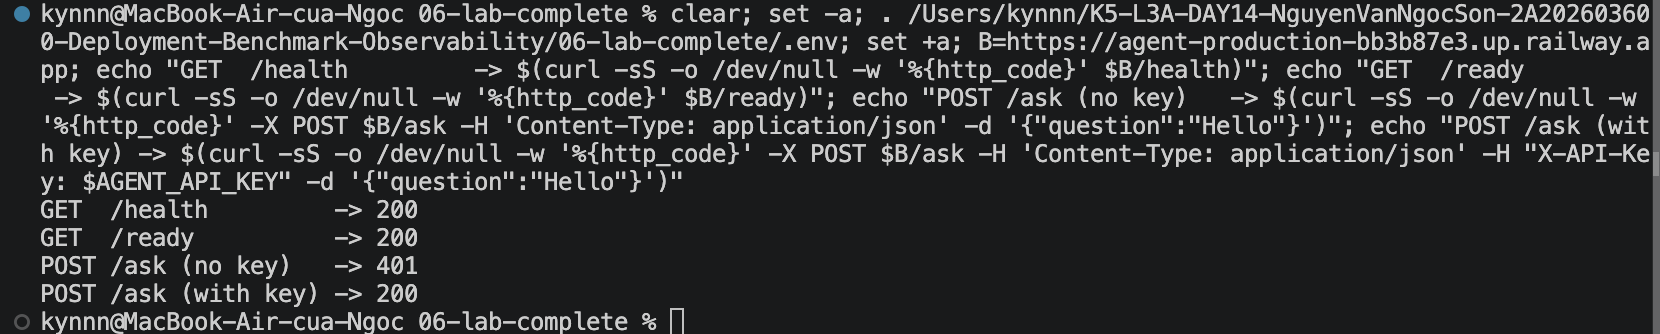 kynnn@MacBook-Air-cua-Ngoc 06-lab-complete % clear; set -a; . /Users/kynnn/K5-L3A-DAY14-NguyenVanNgocSon-2A20260360
0-Deployment-Benchmark-Observability/06-lab-complete/.env; set +a; B=https://agent-production-bb3b87e3.up.railway.a
pp; echo "GET  /health         -> $(curl -sS -o /dev/null -w '%{http_code}' $B/health)"; echo "GET  /ready
 -> $(curl -sS -o /dev/null -w '%{http_code}' $B/ready)"; echo "POST /ask (no key)   -> $(curl -sS -o /dev/null -w
'%{http_code}' -X POST $B/ask -H 'Content-Type: application/json' -d '{"question":"Hello"}')"; echo "POST /ask (wit
h key) -> $(curl -sS -o /dev/null -w '%{http_code}' -X POST $B/ask -H 'Content-Type: application/json' -H "X-API-Ke
y: $AGENT_API_KEY" -d '{"question":"Hello"}')"
GET  /health         -> 200
GET  /ready          -> 200
POST /ask (no key)   -> 401
POST /ask (with key) -> 200
kynnn@MacBook-Air-cua-Ngoc 06-lab-complete %